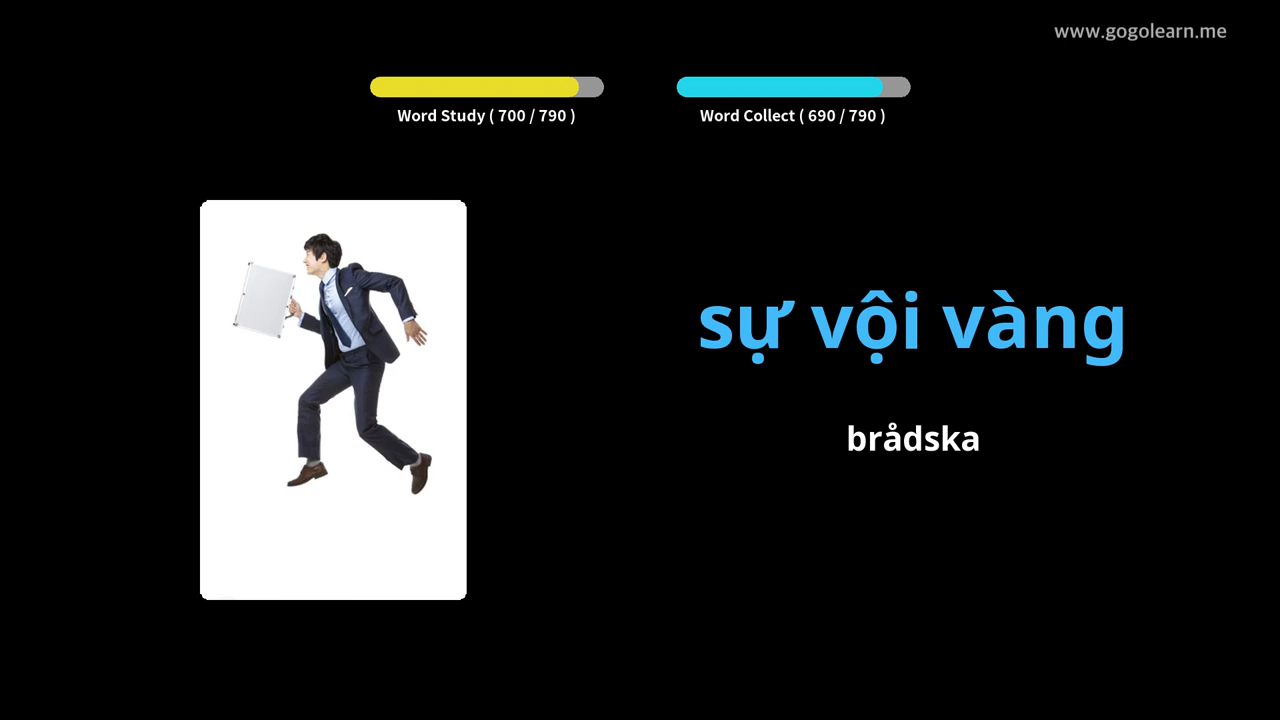 www.gogolearn.me
Word Study ( 700 / 790 )
Word Collect ( 690 / 790 )
sự vội vàng
brådska